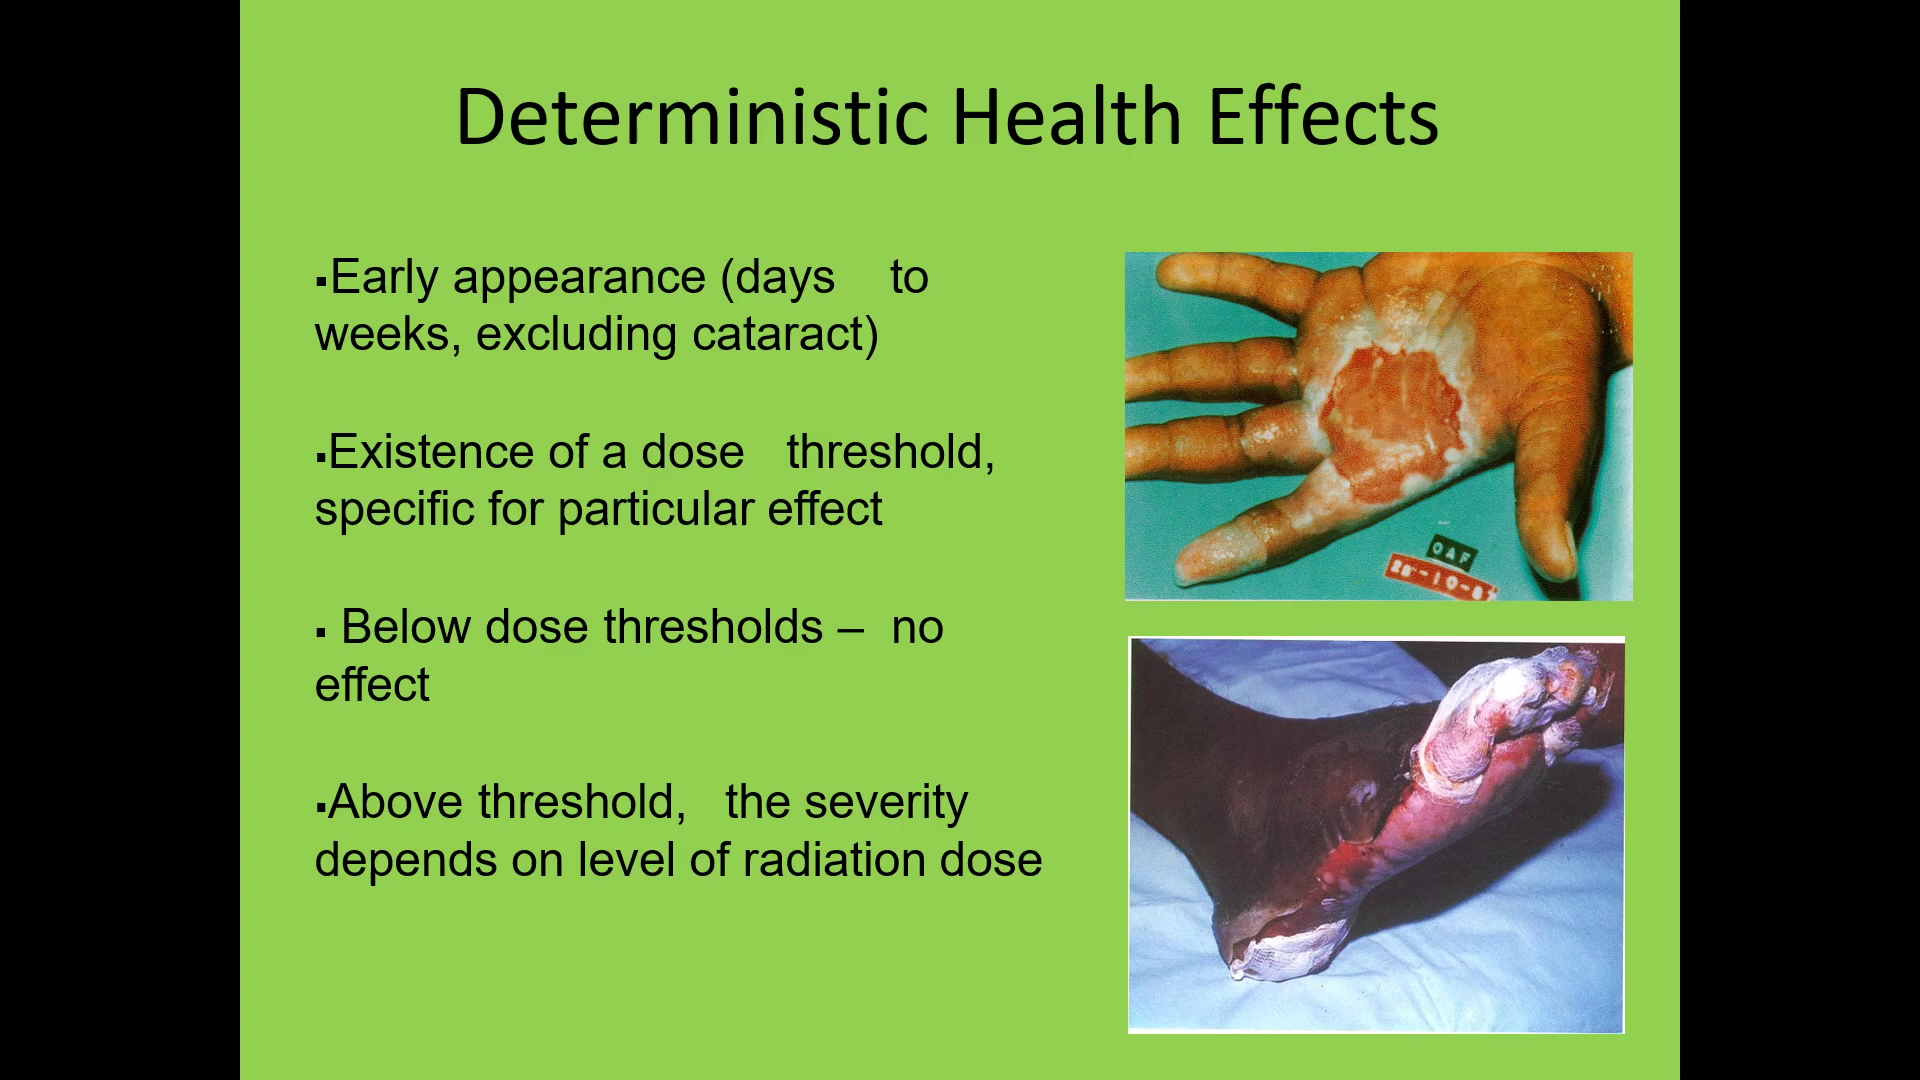 Deterministic Health Effects
▪Early appearance (days to
weeks, excluding cataract)
▪Existence of a dose threshold,
specific for particular effect
▪ Below dose thresholds – no
effect
▪Above threshold, the severity
depends on level of radiation dose
OAF